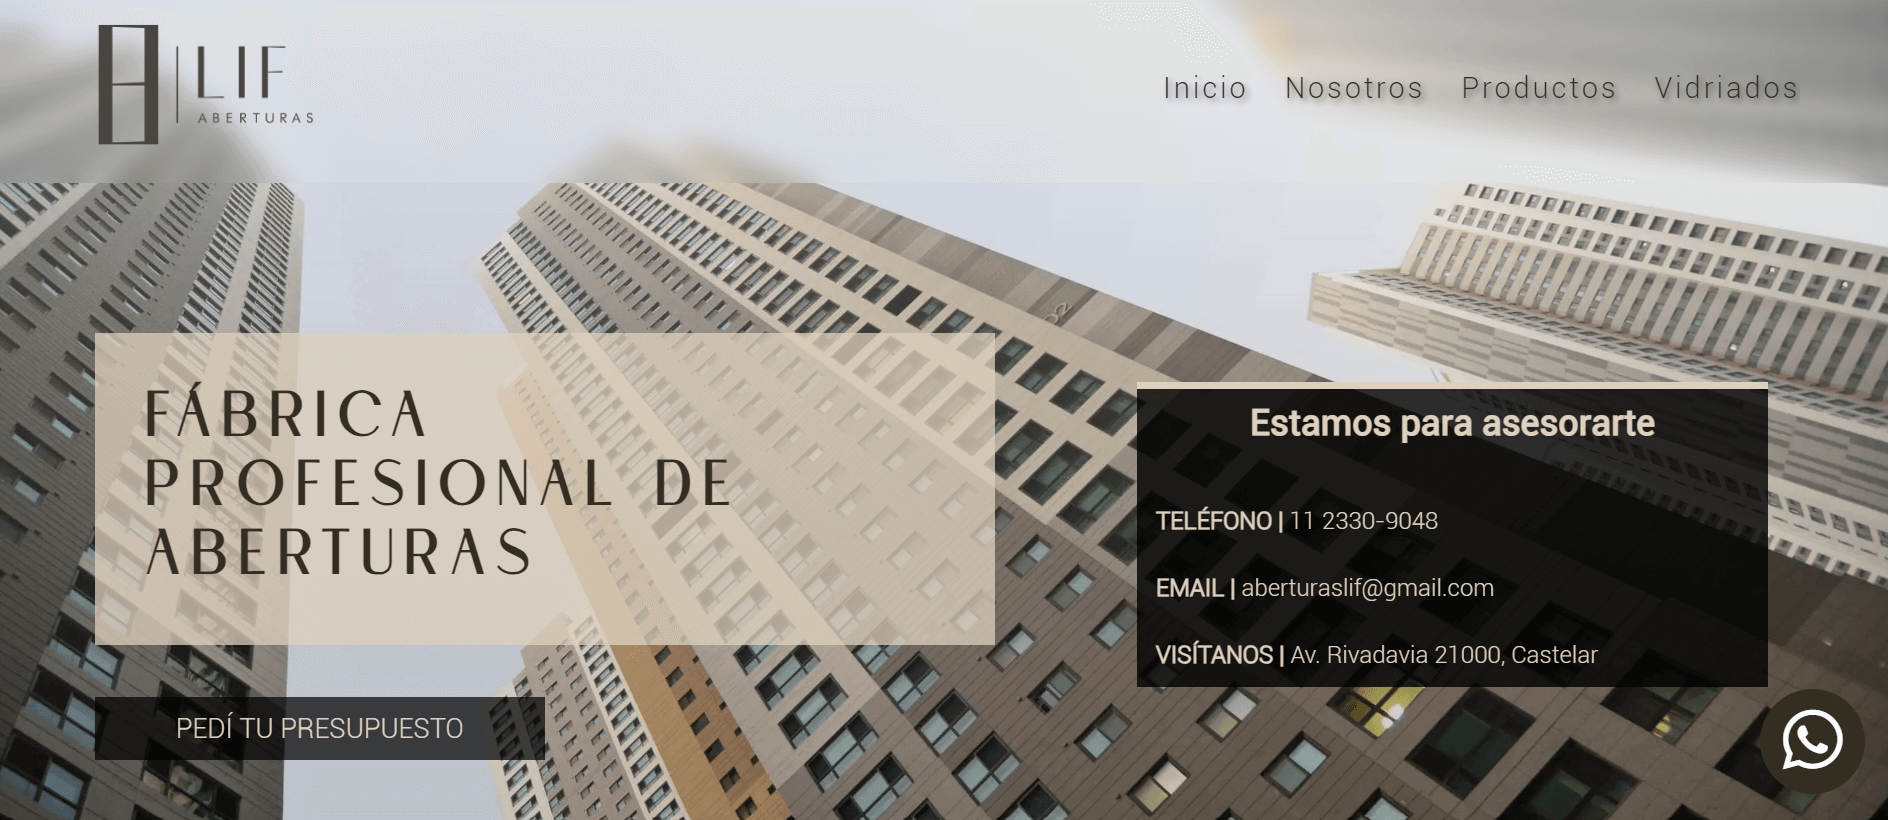 LIF
ABERTURAS
Inicio Nosotros Productos Vidriados
FÁBRICA
PROFESIONAL DE
ABERTURAS
PEDÍ TU PRESUPUESTO
Estamos para asesorarte
TELÉFONO | 11 2330-9048
EMAIL | aberturaslif@gmail.com
VISÍTANOS | Av. Rivadavia 21000, Castelar